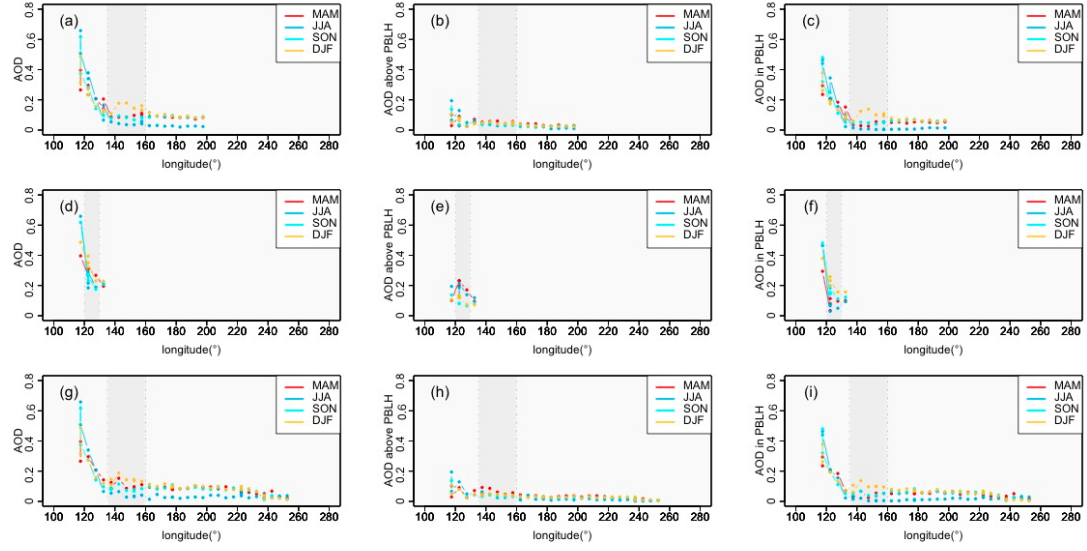 (a)
AOD
0 0.2 0.4 0.6 0.8
MAM
JJA
SON
DJF
100 120 140 160 180 200 220 240 260 280
longitude(°)
(b)
AOD above PBLH
0 0.2 0.4 0.6 0.8
MAM
JJA
SON
DJF
100 120 140 160 180 200 220 240 260 280
longitude(°)
(c)
AOD in PBLH
0 0.2 0.4 0.6 0.8
MAM
JJA
SON
DJF
100 120 140 160 180 200 220 240 260 280
longitude(°)
(d)
AOD
0 0.2 0.4 0.6 0.8
MAM
JJA
SON
DJF
100 120 140 160 180 200 220 240 260 280
longitude(°)
(e)
AOD above PBLH
0 0.2 0.4 0.6 0.8
MAM
JJA
SON
DJF
100 120 140 160 180 200 220 240 260 280
longitude(°)
(f)
AOD in PBLH
0 0.2 0.4 0.6 0.8
MAM
JJA
SON
DJF
100 120 140 160 180 200 220 240 260 280
longitude(°)
(g)
AOD
0 0.2 0.4 0.6 0.8
MAM
JJA
SON
DJF
100 120 140 160 180 200 220 240 260 280
longitude(°)
(h)
AOD above PBLH
0 0.2 0.4 0.6 0.8
MAM
JJA
SON
DJF
100 120 140 160 180 200 220 240 260 280
longitude(°)
(i)
AOD in PBLH
0 0.2 0.4 0.6 0.8
MAM
JJA
SON
DJF
100 120 140 160 180 200 220 240 260 280
longitude(°)